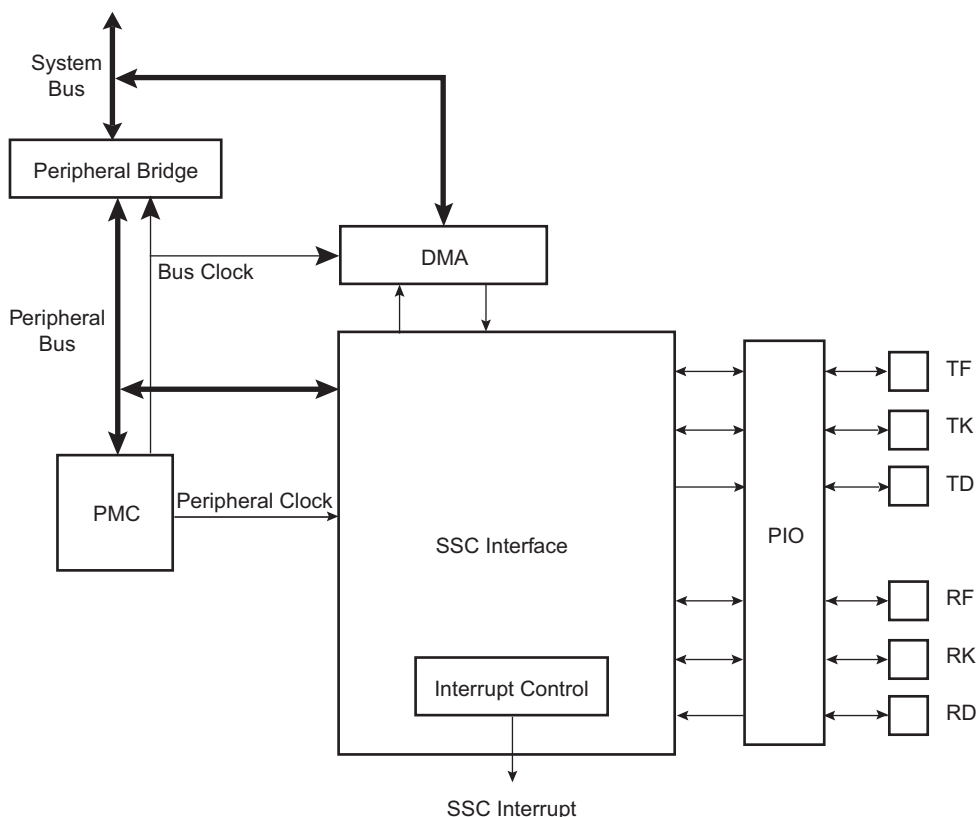 System
Bus
Peripheral Bridge
DMA
Bus Clock
Peripheral
Bus
PMC
Peripheral Clock
SSC Interface
Interrupt Control
SSC Interrupt
PIO
TF
TK
TD
RF
RK
RD